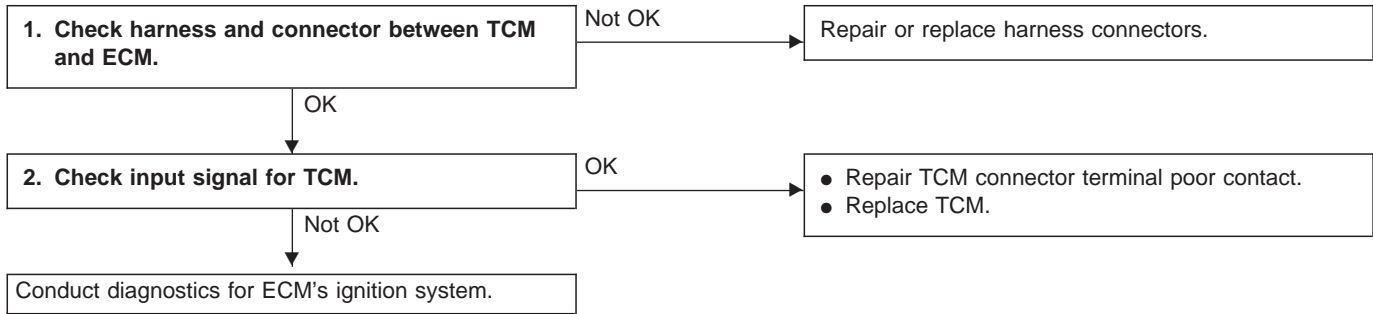 1. Check harness and connector between TCM
and ECM.
Not OK
Repair or replace harness connectors.
OK
2. Check input signal for TCM.
OK
● Repair TCM connector terminal poor contact.
● Replace TCM.
Not OK
Conduct diagnostics for ECM's ignition system.